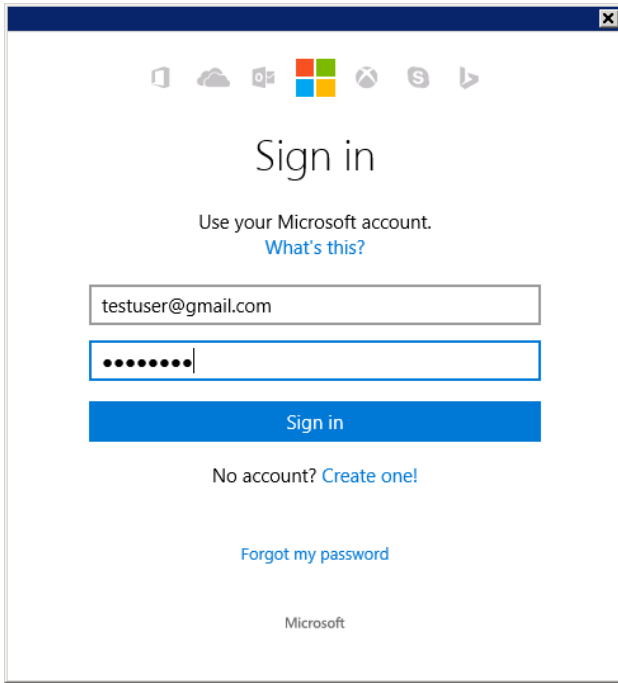 Sign in
Use your Microsoft account.
What's this?
testuser@gmail.com
●●●●●●●●
Sign in
No account? Create one!
Forgot my password
Microsoft